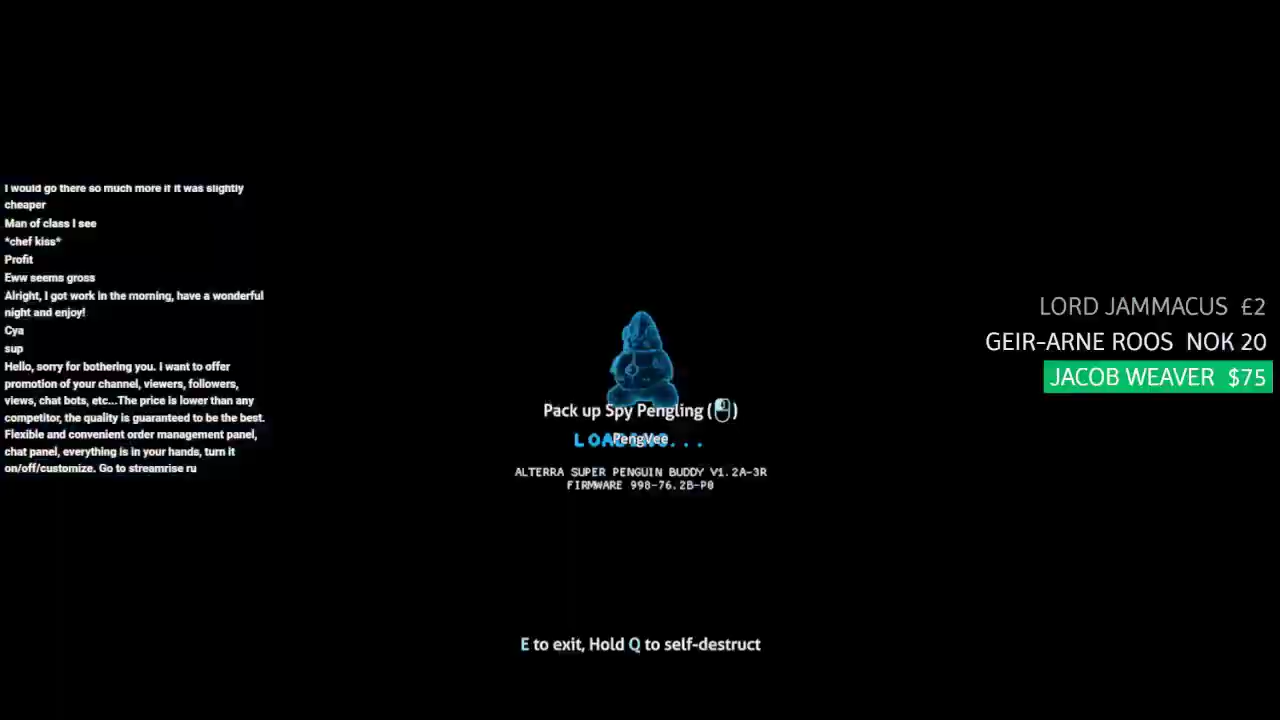 I would go there so much more if it was slightly
cheaper
Man of class I see
*chef kiss*
Profit
Eww seems gross
Alright, I got work in the morning, have a wonderful
night and enjoy!
Cya
sup
Hello, sorry for bothering you. I want to offer
promotion of your channel, viewers, followers,
views, chat bots, etc...The price is lower than any
competitor, the quality is guaranteed to be the best.
Flexible and convenient order management panel,
chat panel, everything is in your hands, turn it
on/off/customize. Go to streamrise ru
Pack up Spy Pengling ( )
LOADING...
PengVee
ALTERRA SUPER PENGUIN BUDDY V1.2A-3R
FIRMWARE 998-76.2B-P0
E to exit, Hold Q to self-destruct
LORD JAMMACUS £2
GEIR-ARNE ROOS NOK 20
JACOB WEAVER $75